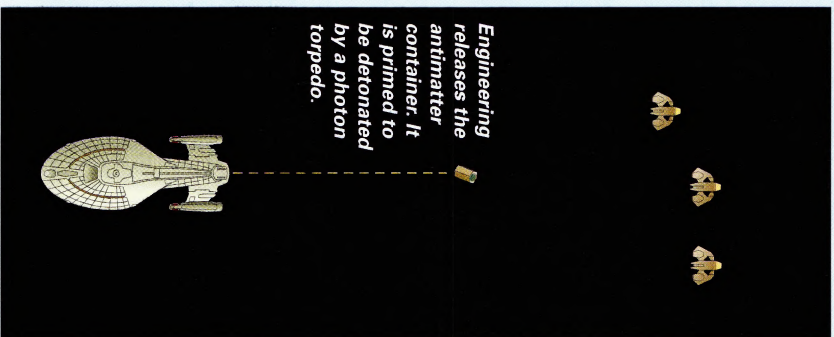 Engineering
releases the
antimatter
container. It
is primed to
be detonated
by a photon
torpedo.